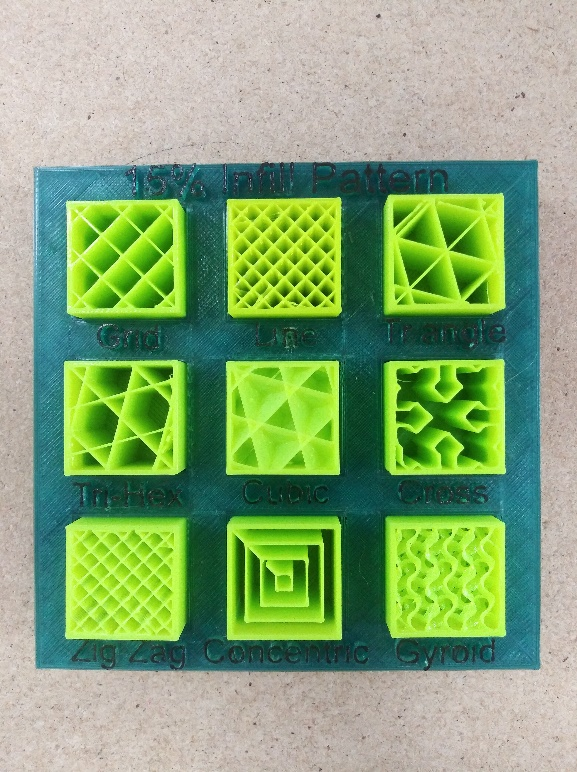 15% Infill Pattern
Grid Line Triangle
Tri-Hex Cubic Cross
Zig Zag Concentric Gyroid